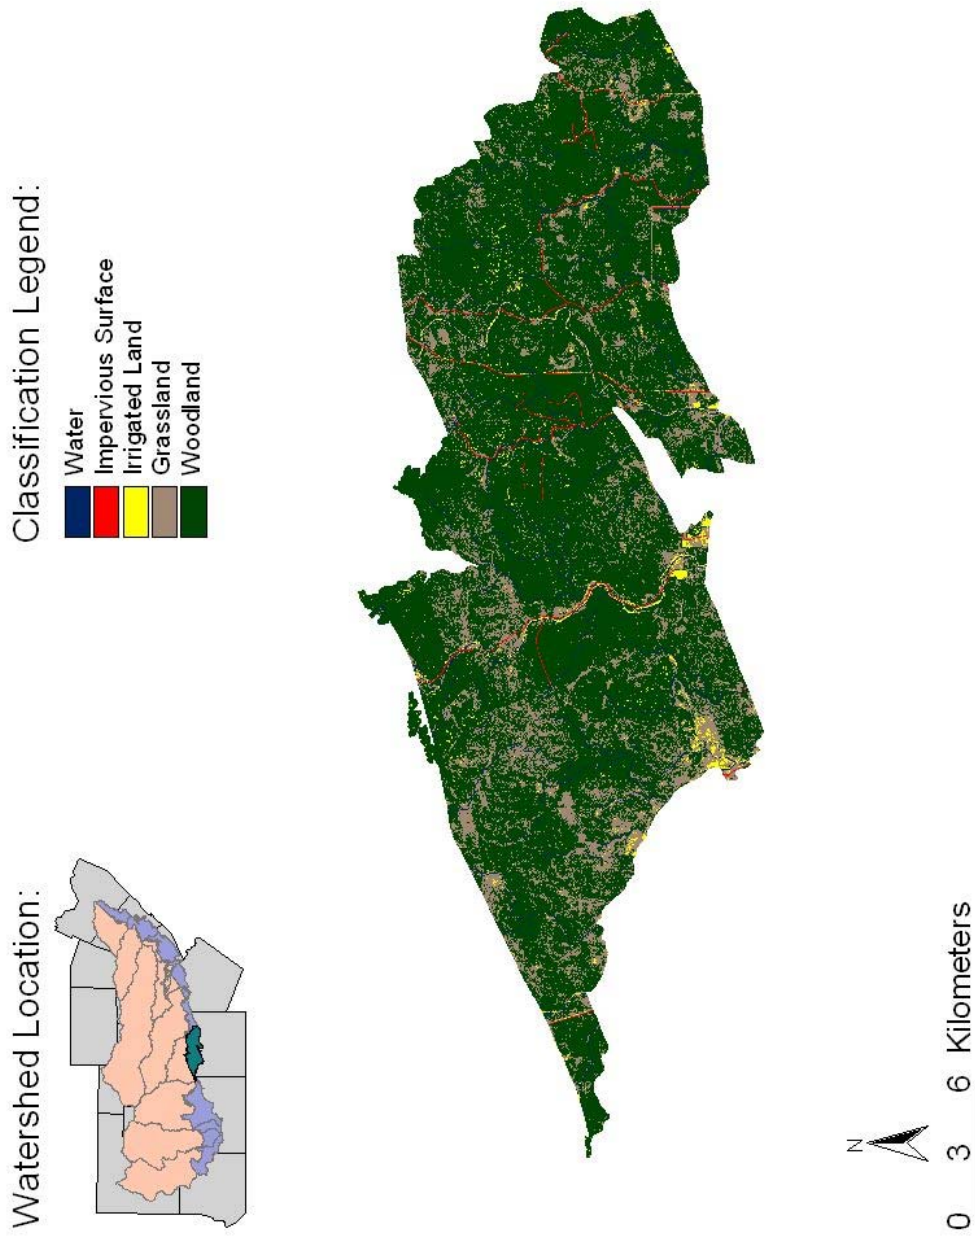 Watershed Location:
Classification Legend:
Water
Impervious Surface
Irrigated Land
Grassland
Woodland
N
0 3 6 Kilometers